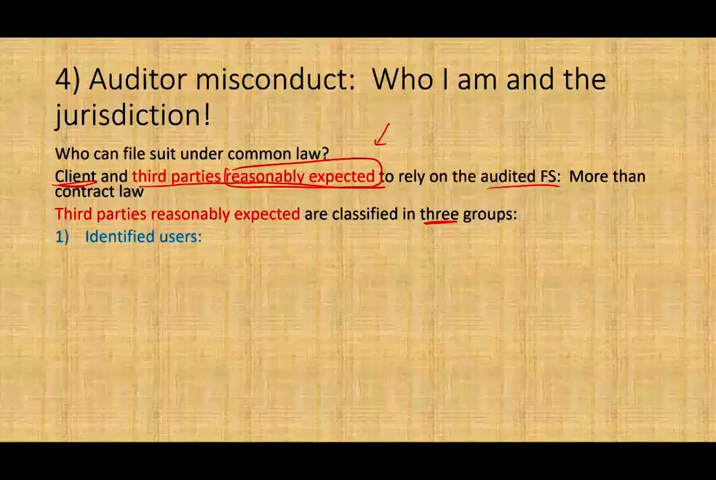 4) Auditor misconduct: Who I am and the
jurisdiction!
Who can file suit under common law?
Client and third parties reasonably expected to rely on the audited FS: More than
contract law
Third parties reasonably expected are classified in three groups:
1) Identified users: